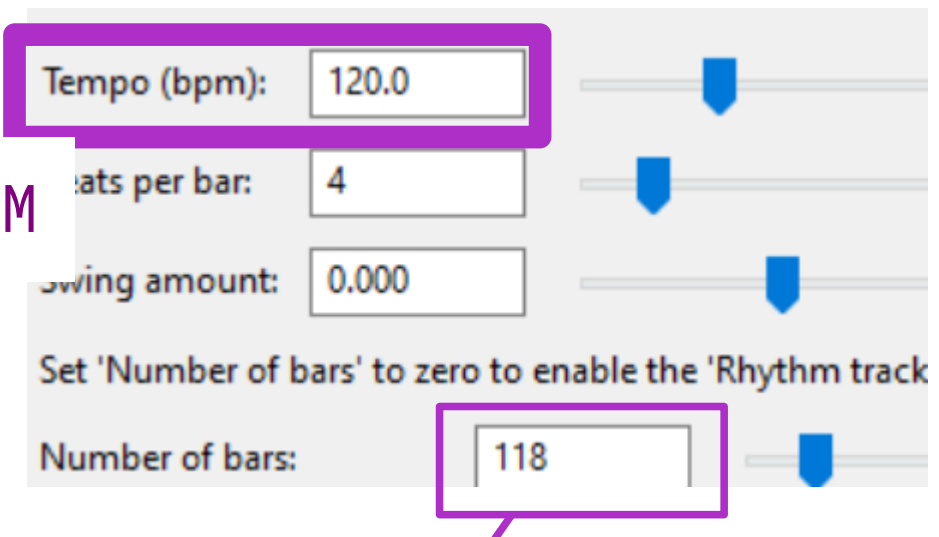 Tempo (bpm): 120.0
eats per bar: 4
M
Swing amount: 0.000
Set 'Number of bars' to zero to enable the 'Rhythm track
Number of bars: 118